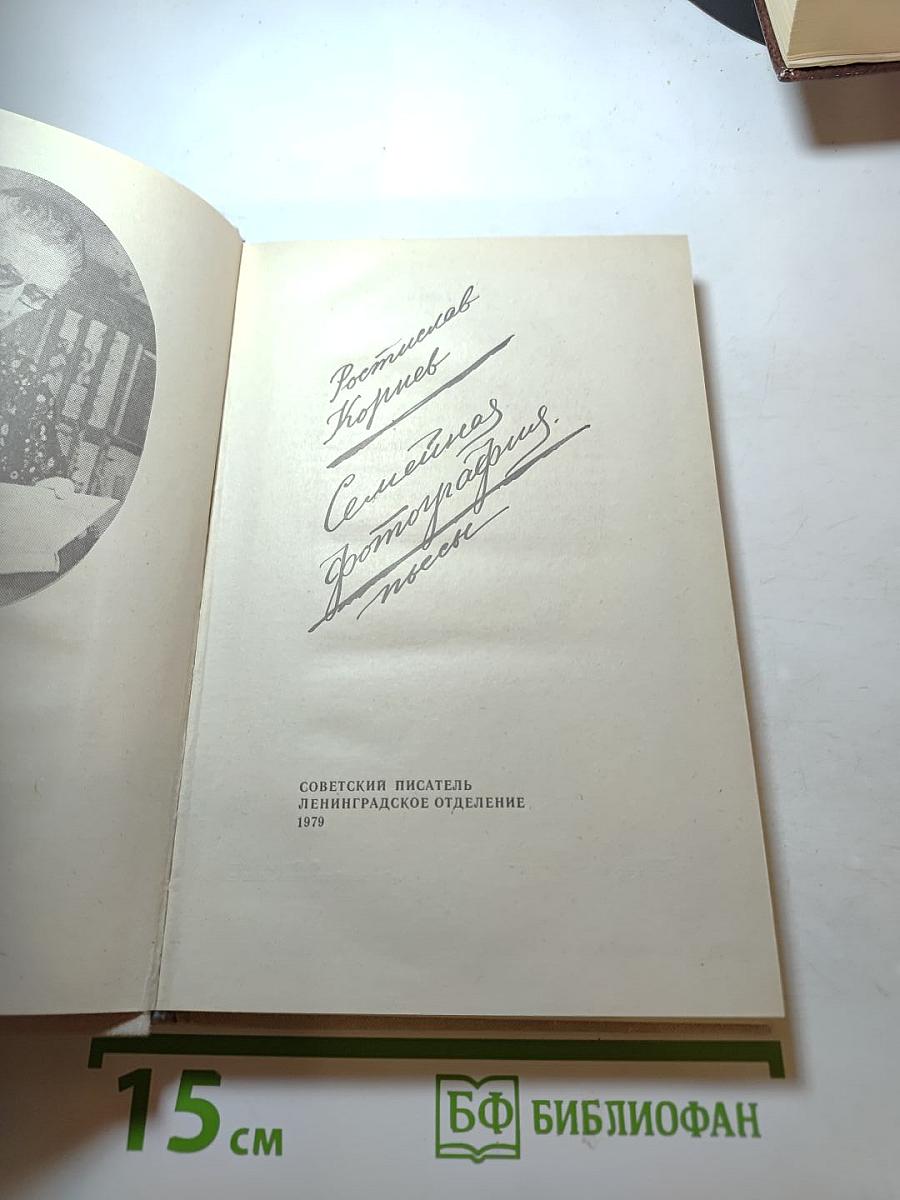 Ростислав
Корнев
Семейная
фотография.
пьесы
СОВЕТСКИЙ ПИСАТЕЛЬ
ЛЕНИНГРАДСКОЕ ОТДЕЛЕНИЕ
1979
15 см
БФ БИБЛИОФАН